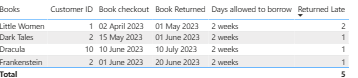 Books Customer ID Book checkout Book Returned Days allowed to borrow Returned Late
Little Women 1 02 April 2023 01 May 2023 2 weeks 2
Dark Tales 2 15 May 2023 01 June 2023 2 weeks 1
Dracula 10 10 June 2023 10 July 2023 2 weeks 1
Frankenstein 2 01 June 2023 20 June 2023 2 weeks 1
Total 5